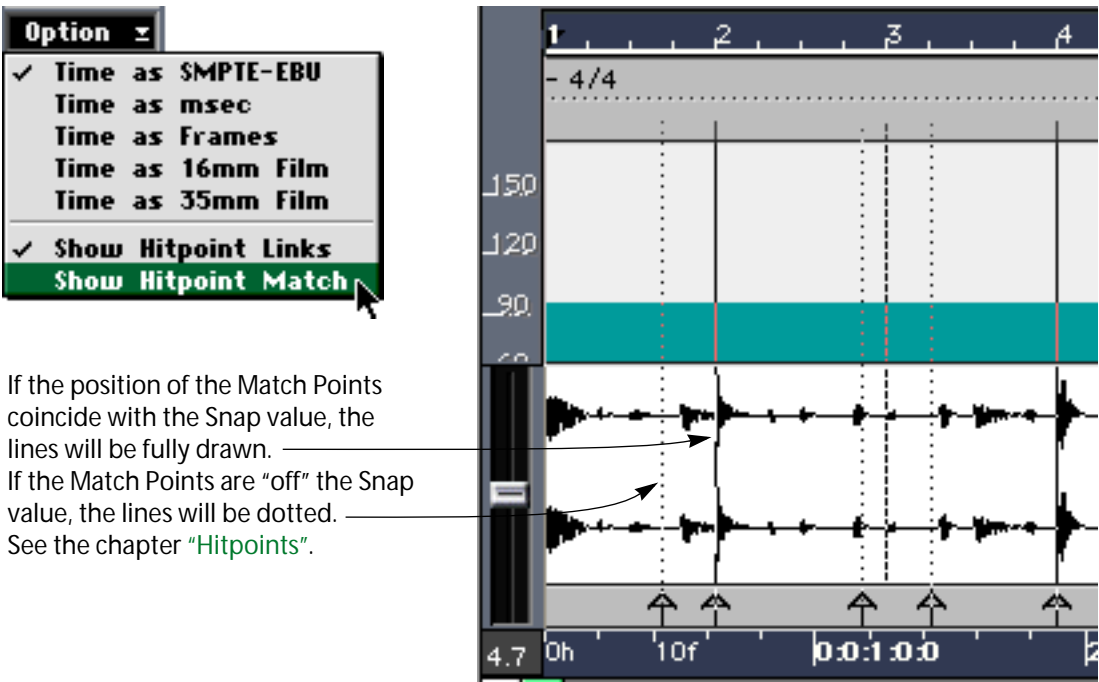 Option
✓ Time as SMPTE-EBU
Time as msec
Time as Frames
Time as 16mm Film
Time as 35mm Film
✓ Show Hitpoint Links
Show Hitpoint Match
If the position of the Match Points
coincide with the Snap value, the
lines will be fully drawn.
If the Match Points are “off” the Snap
value, the lines will be dotted.
See the chapter “Hitpoints”.
1 2 3 4
- 4/4
150
120
90
4.7 0h 10f 0:0:1:0:0 2